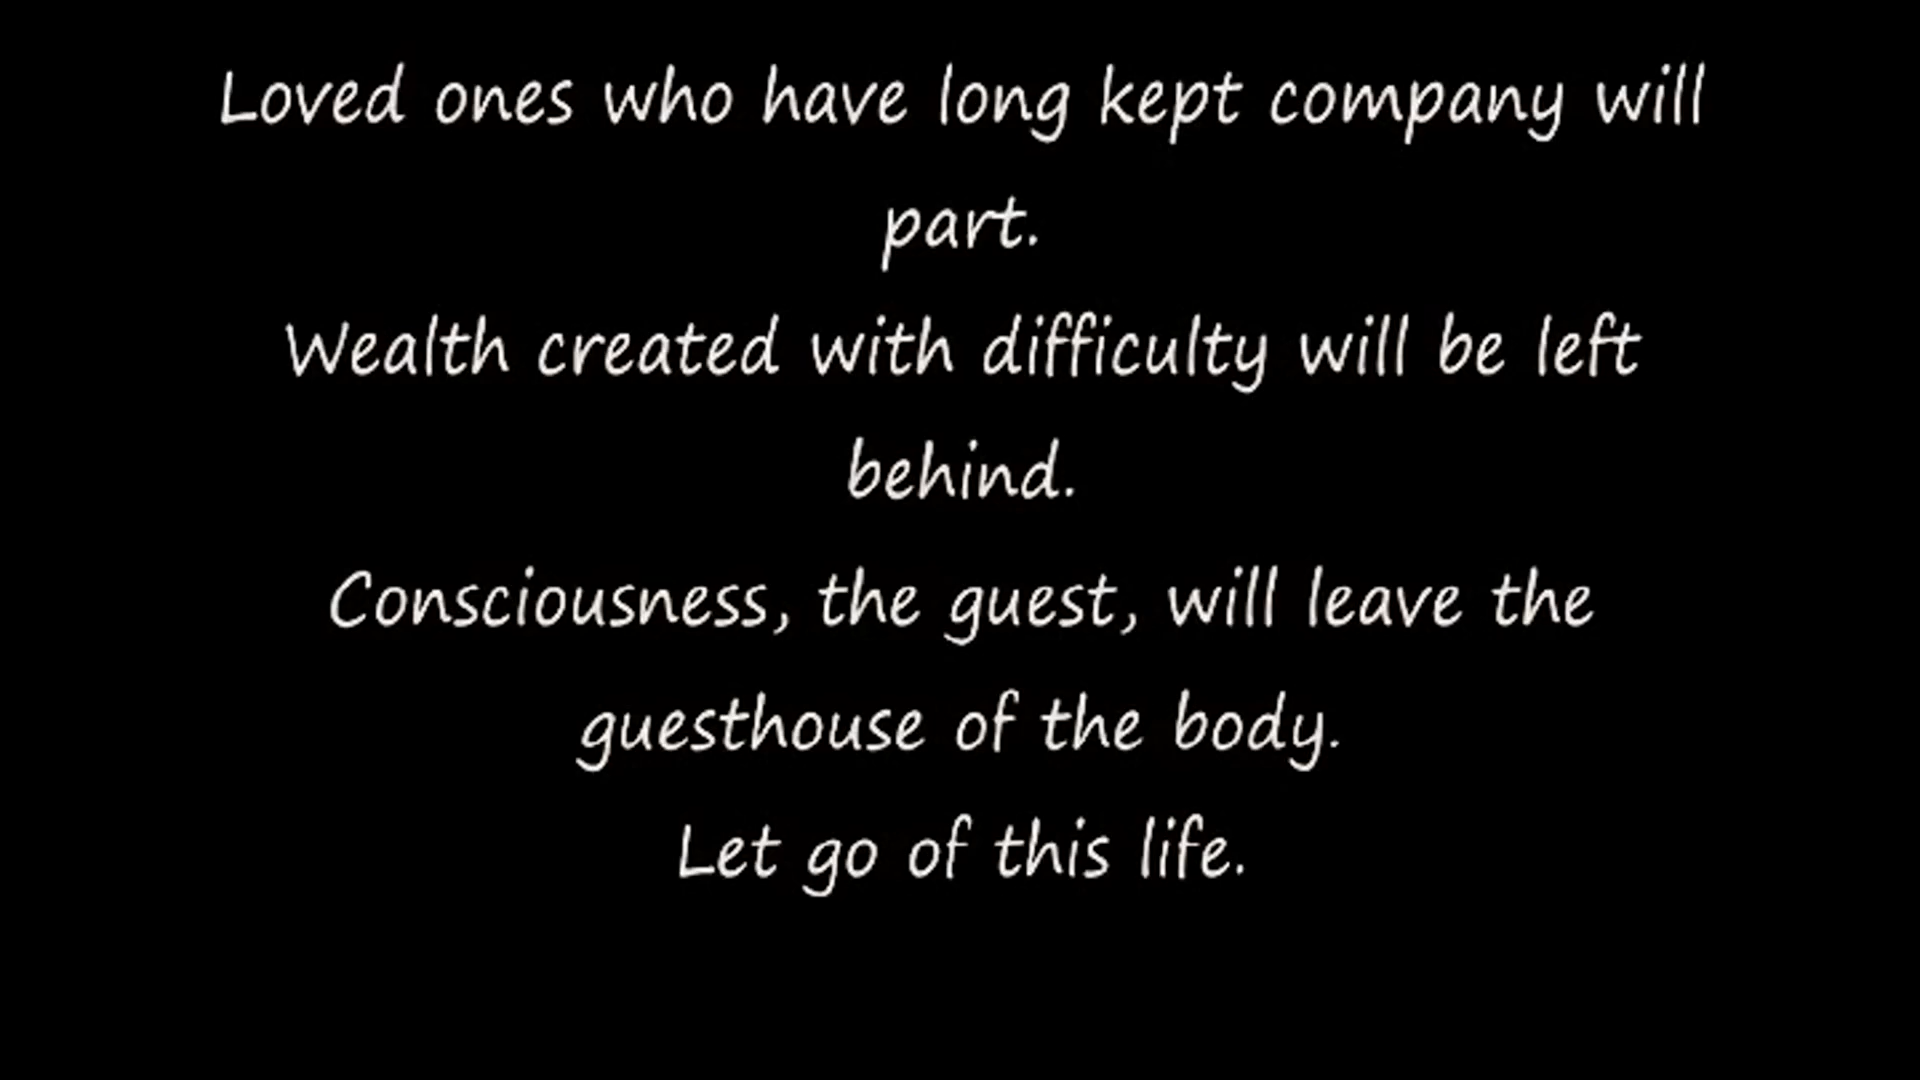 Loved ones who have long kept company will
part.
Wealth created with difficulty will be left
behind.
Consciousness, the guest, will leave the
guesthouse of the body.
Let go of this life.